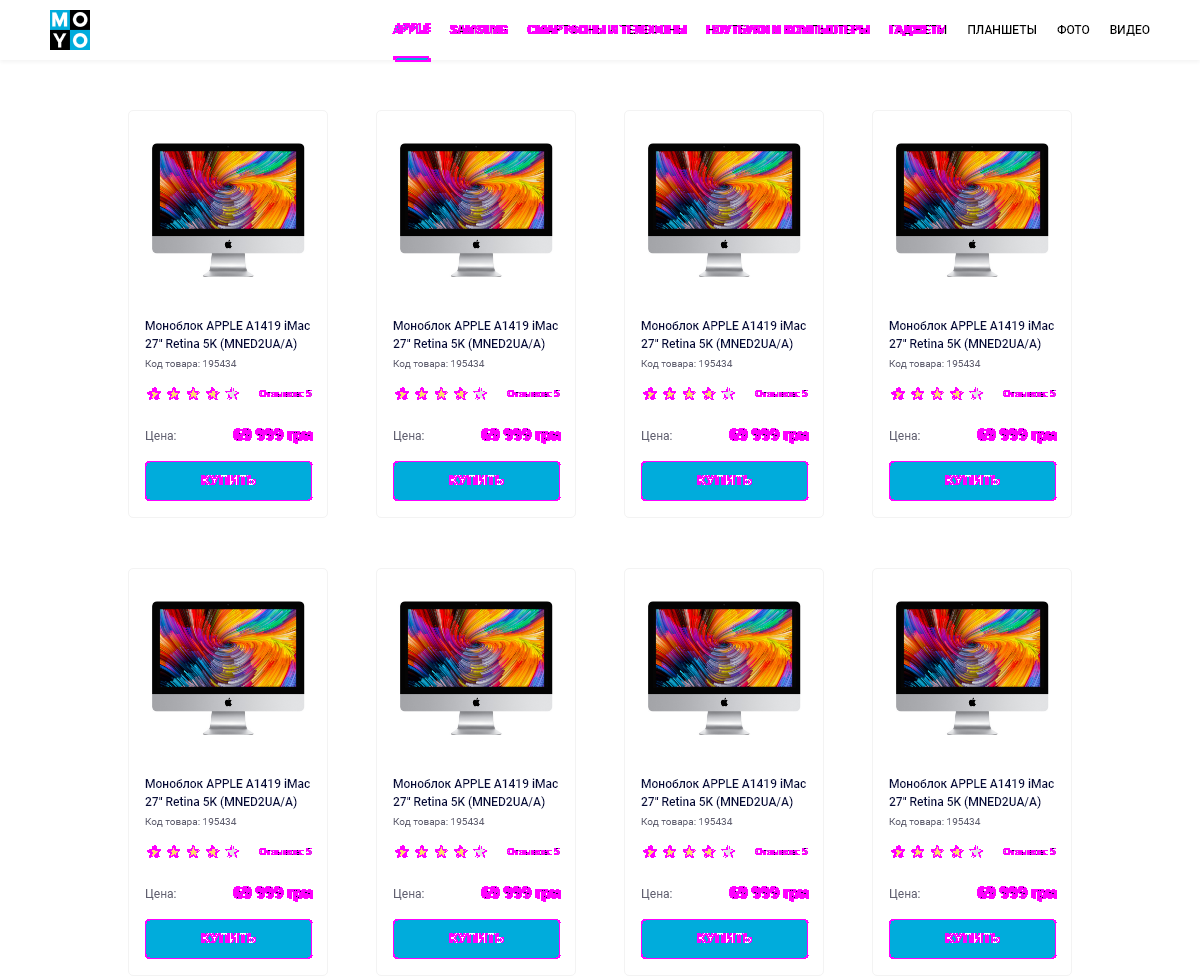 MO
YO
APPLE SAMSUNG СМАРТФОНЫ И ТЕЛЕФОНЫ НОУТБУКИ И КОМПЬЮТЕРЫ ГАДЖЕТЫ ПЛАНШЕТЫ ФОТО ВИДЕО
Моноблок APPLE A1419 iMac Моноблок APPLE A1419 iMac Моноблок APPLE A1419 iMac Моноблок APPLE A1419 iMac
27" Retina 5K (MNED2UA/A) 27" Retina 5K (MNED2UA/A) 27" Retina 5K (MNED2UA/A) 27" Retina 5K (MNED2UA/A)
Код товара: 195434 Код товара: 195434 Код товара: 195434 Код товара: 195434
Отзывов: 5 Отзывов: 5 Отзывов: 5 Отзывов: 5
Цена: 69 999 грн Цена: 69 999 грн Цена: 69 999 грн Цена: 69 999 грн
КУПИТЬ КУПИТЬ КУПИТЬ КУПИТЬ
Моноблок APPLE A1419 iMac Моноблок APPLE A1419 iMac Моноблок APPLE A1419 iMac Моноблок APPLE A1419 iMac
27" Retina 5K (MNED2UA/A) 27" Retina 5K (MNED2UA/A) 27" Retina 5K (MNED2UA/A) 27" Retina 5K (MNED2UA/A)
Код товара: 195434 Код товара: 195434 Код товара: 195434 Код товара: 195434
Отзывов: 5 Отзывов: 5 Отзывов: 5 Отзывов: 5
Цена: 69 999 грн Цена: 69 999 грн Цена: 69 999 грн Цена: 69 999 грн
КУПИТЬ КУПИТЬ КУПИТЬ КУПИТЬ